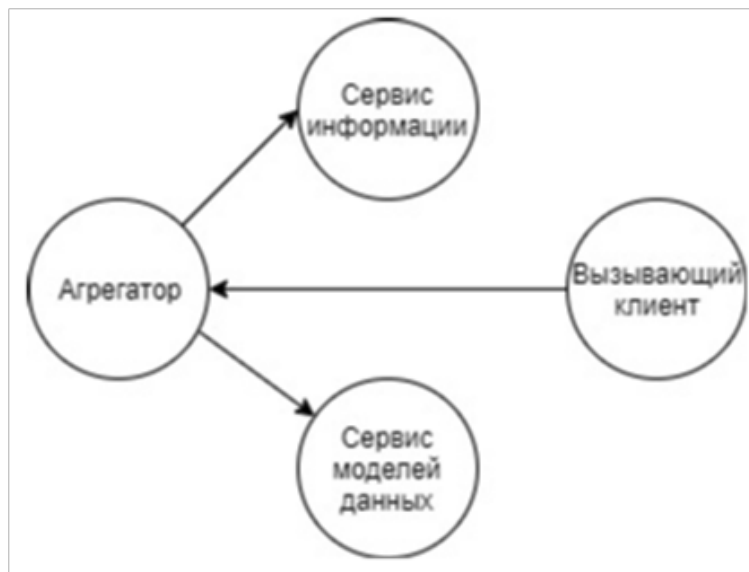 Сервис
информации
Агрегатор
Вызывающий
клиент
Сервис
моделей
данных